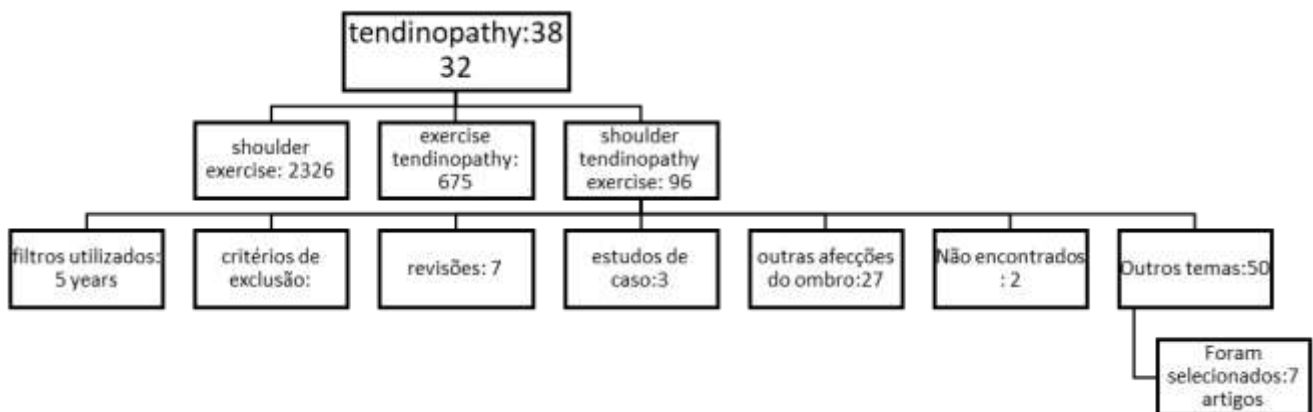 tendinopathy:38
32
shoulder
exercise: 2326
exercise
tendinopathy:
675
shoulder
tendinopathy
exercise: 96
filtros utilizados:
5 years
critérios de
exclusão:
revisões: 7
estudos de
caso:3
outras afecções
do ombro:27
Não encontrados
: 2
Outros temas:50
Foram
selecionados:7
artigos